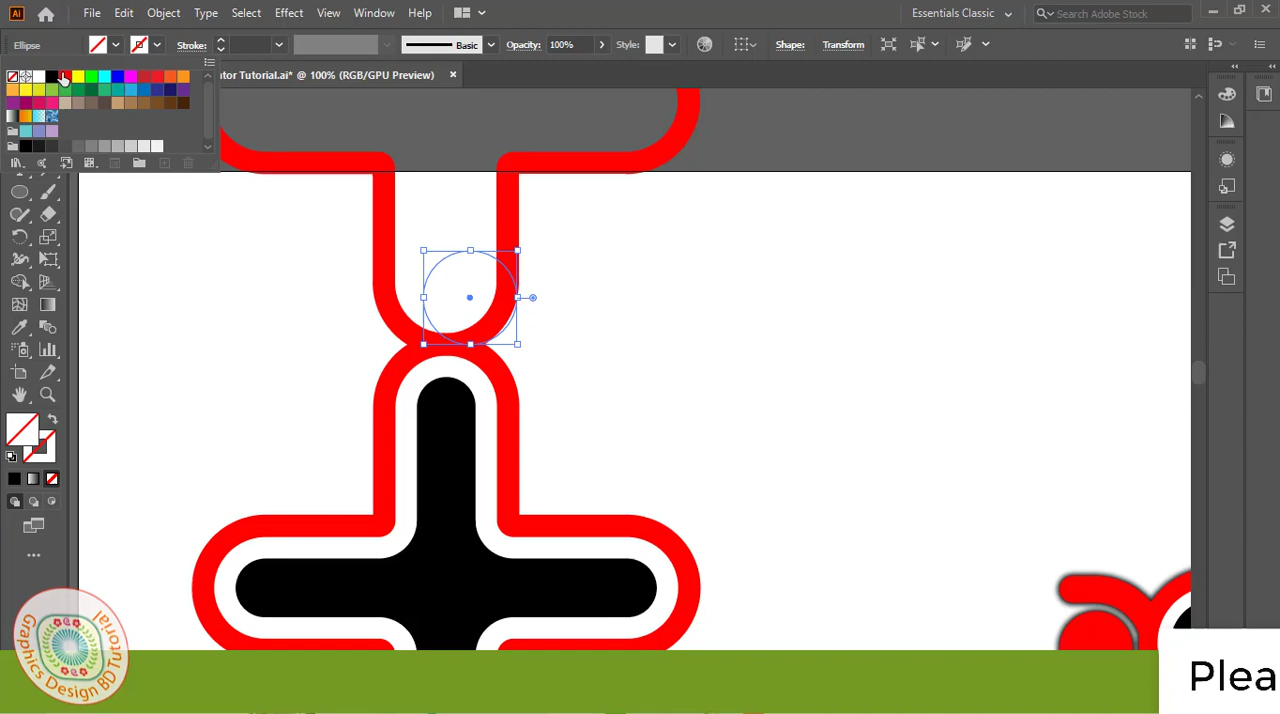 Ai File Edit Object Type Select Effect View Window Help Essentials Classic Search Adobe Stock
Ellipse Stroke: Basic Opacity: 100% Style: Shape: Transform
tor Tutorial.ai* @ 100% (RGB/GPU Preview)
Graphics Design BD Tutorial
Plea